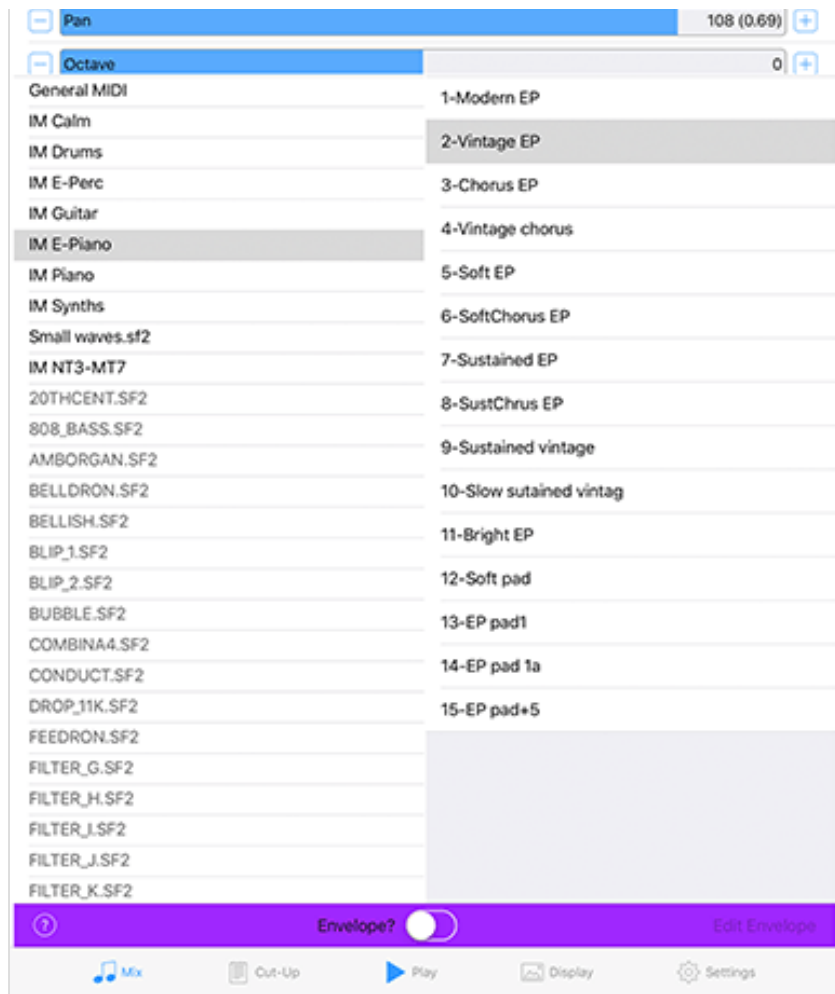 Pan 108 (0.69)
Octave 0
General MIDI
IM Calm
IM Drums
IM E-Perc
IM Guitar
IM E-Piano
IM Piano
IM Synths
Small waves.sf2
IM NT3-MT7
20THCENT.SF2
808_BASS.SF2
AMBORGAN.SF2
BELLDRON.SF2
BELLISH.SF2
BLIP_1.SF2
BLIP_2.SF2
BUBBLE.SF2
COMBINA4.SF2
CONDUCT.SF2
DROP_11K.SF2
FEEDRON.SF2
FILTER_G.SF2
FILTER_H.SF2
FILTER_I.SF2
FILTER_J.SF2
FILTER_K.SF2
1-Modern EP
2-Vintage EP
3-Chorus EP
4-Vintage chorus
5-Soft EP
6-SoftChorus EP
7-Sustained EP
8-SustChrus EP
9-Sustained vintage
10-Slow sutained vintag
11-Bright EP
12-Soft pad
13-EP pad1
14-EP pad 1a
15-EP pad+5
? Envelope? Edit Envelope
Mix Cut-Up Play Display Settings